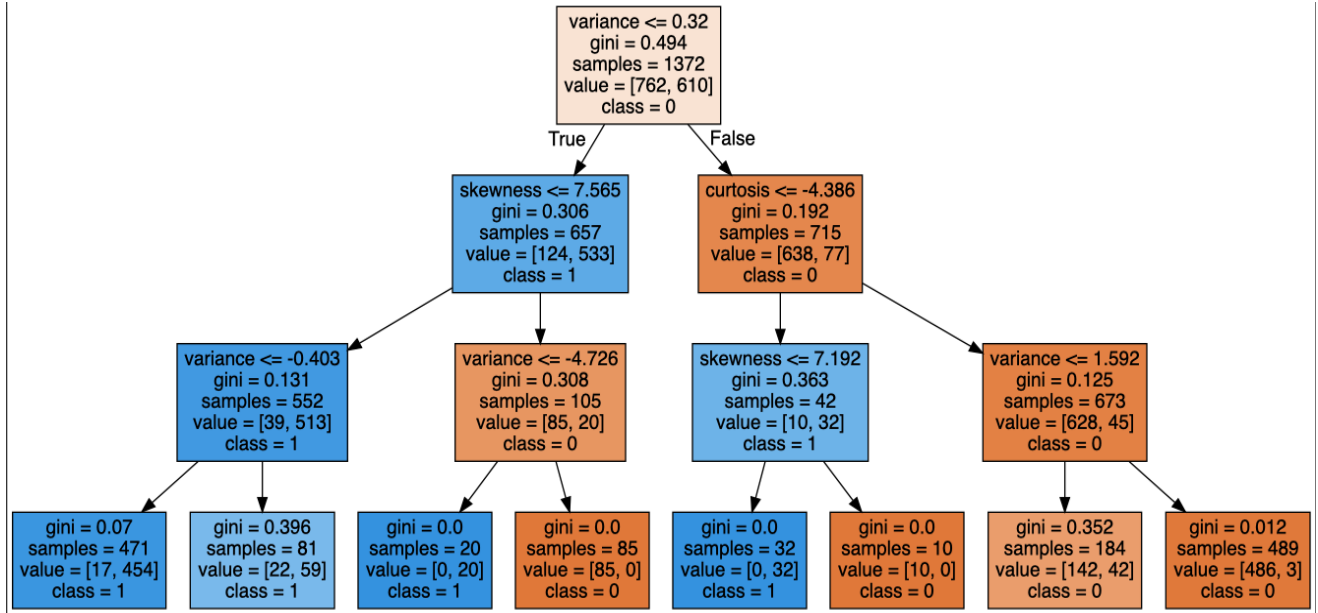 variance <= 0.32
gini = 0.494
samples = 1372
value = [762, 610]
class = 0
True
False
skewness <= 7.565
gini = 0.306
samples = 657
value = [124, 533]
class = 1
curtosis <= -4.386
gini = 0.192
samples = 715
value = [638, 77]
class = 0
variance <= -0.403
gini = 0.131
samples = 552
value = [39, 513]
class = 1
variance <= -4.726
gini = 0.308
samples = 105
value = [85, 20]
class = 0
skewness <= 7.192
gini = 0.363
samples = 42
value = [10, 32]
class = 1
variance <= 1.592
gini = 0.125
samples = 673
value = [628, 45]
class = 0
gini = 0.07
samples = 471
value = [17, 454]
class = 1
gini = 0.396
samples = 81
value = [22, 59]
class = 1
gini = 0.0
samples = 20
value = [0, 20]
class = 1
gini = 0.0
samples = 85
value = [85, 0]
class = 0
gini = 0.0
samples = 32
value = [0, 32]
class = 1
gini = 0.0
samples = 10
value = [10, 0]
class = 0
gini = 0.352
samples = 184
value = [142, 42]
class = 0
gini = 0.012
samples = 489
value = [486, 3]
class = 0